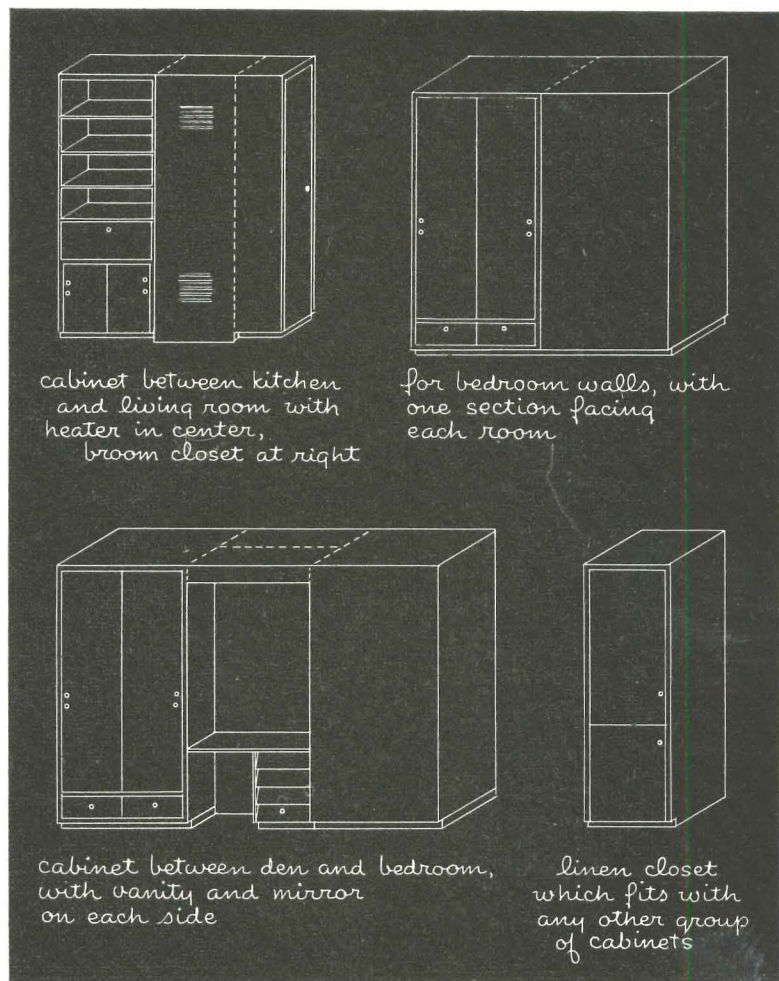 cabinet between kitchen
and living room with
heater in center,
broom closet at right
for bedroom walls, with
one section facing
each room
cabinet between den and bedroom,
with vanity and mirror
on each side
linen closet
which fits with
any other group
of cabinets